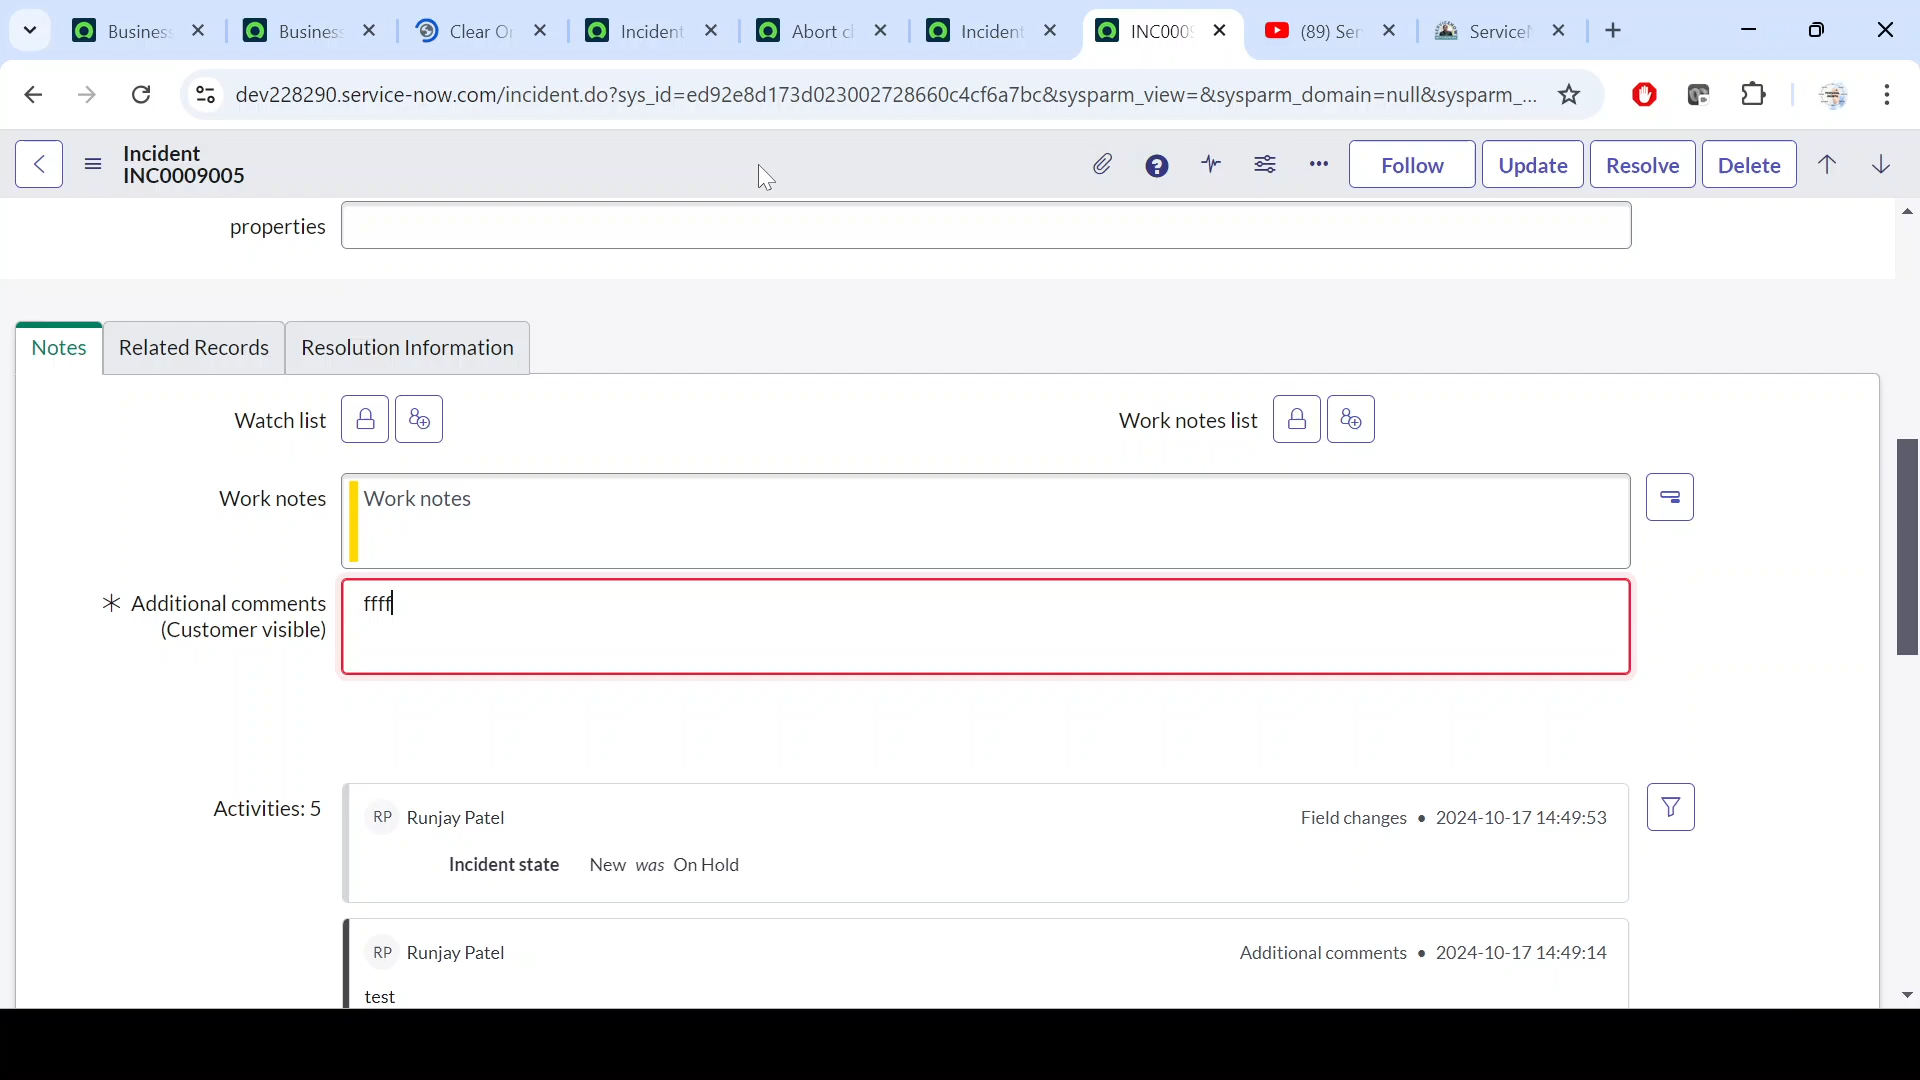 Business
Business
Clear O
Incident
Abort c
Incident
INC000
(89) Ser
Service
dev228290.service-now.com/incident.do?sys_id=ed92e8d173d023002728660c4cf6a7bc&sysparm_view=&sysparm_domain=null&sysparm_...
Incident
INC0009005
Follow
Update
Resolve
Delete
properties
Notes
Related Records
Resolution Information
Watch list
Work notes list
Work notes
Work notes
Additional comments
(Customer visible)
ffff
Activities: 5
RP Runjay Patel
Field changes • 2024-10-17 14:49:53
Incident state New was On Hold
RP Runjay Patel
Additional comments • 2024-10-17 14:49:14
test